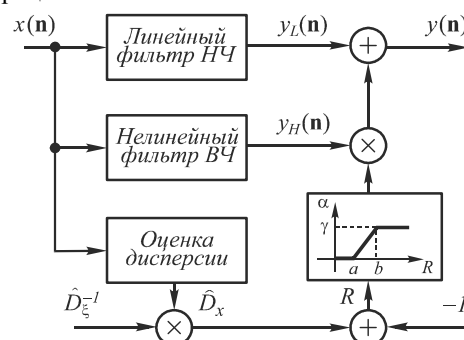 x(n)
y_L(n)
y(n)
Линейный
фильтр НЧ
+
Нелинейный
фильтр ВЧ
y_H(n)
×
Оценка
дисперсии
α
γ
a
b
R
D̂_ξ^{-1}
D̂_x
R
×
+